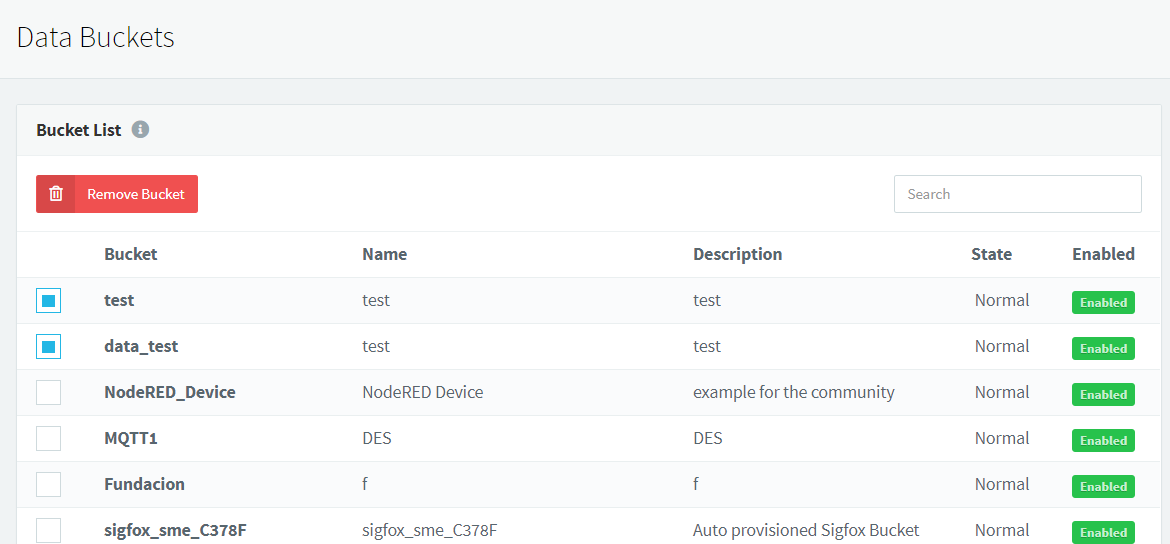 Data Buckets
Bucket List
Remove Bucket
Search
Bucket Name Description State Enabled
test test test Normal Enabled
data_test test test Normal Enabled
NodeRED_Device NodeRED Device example for the community Normal Enabled
MQTT1 DES DES Normal Enabled
Fundacion f f Normal Enabled
sigfox_sme_C378F sigfox_sme_C378F Auto provisioned Sigfox Bucket Normal Enabled